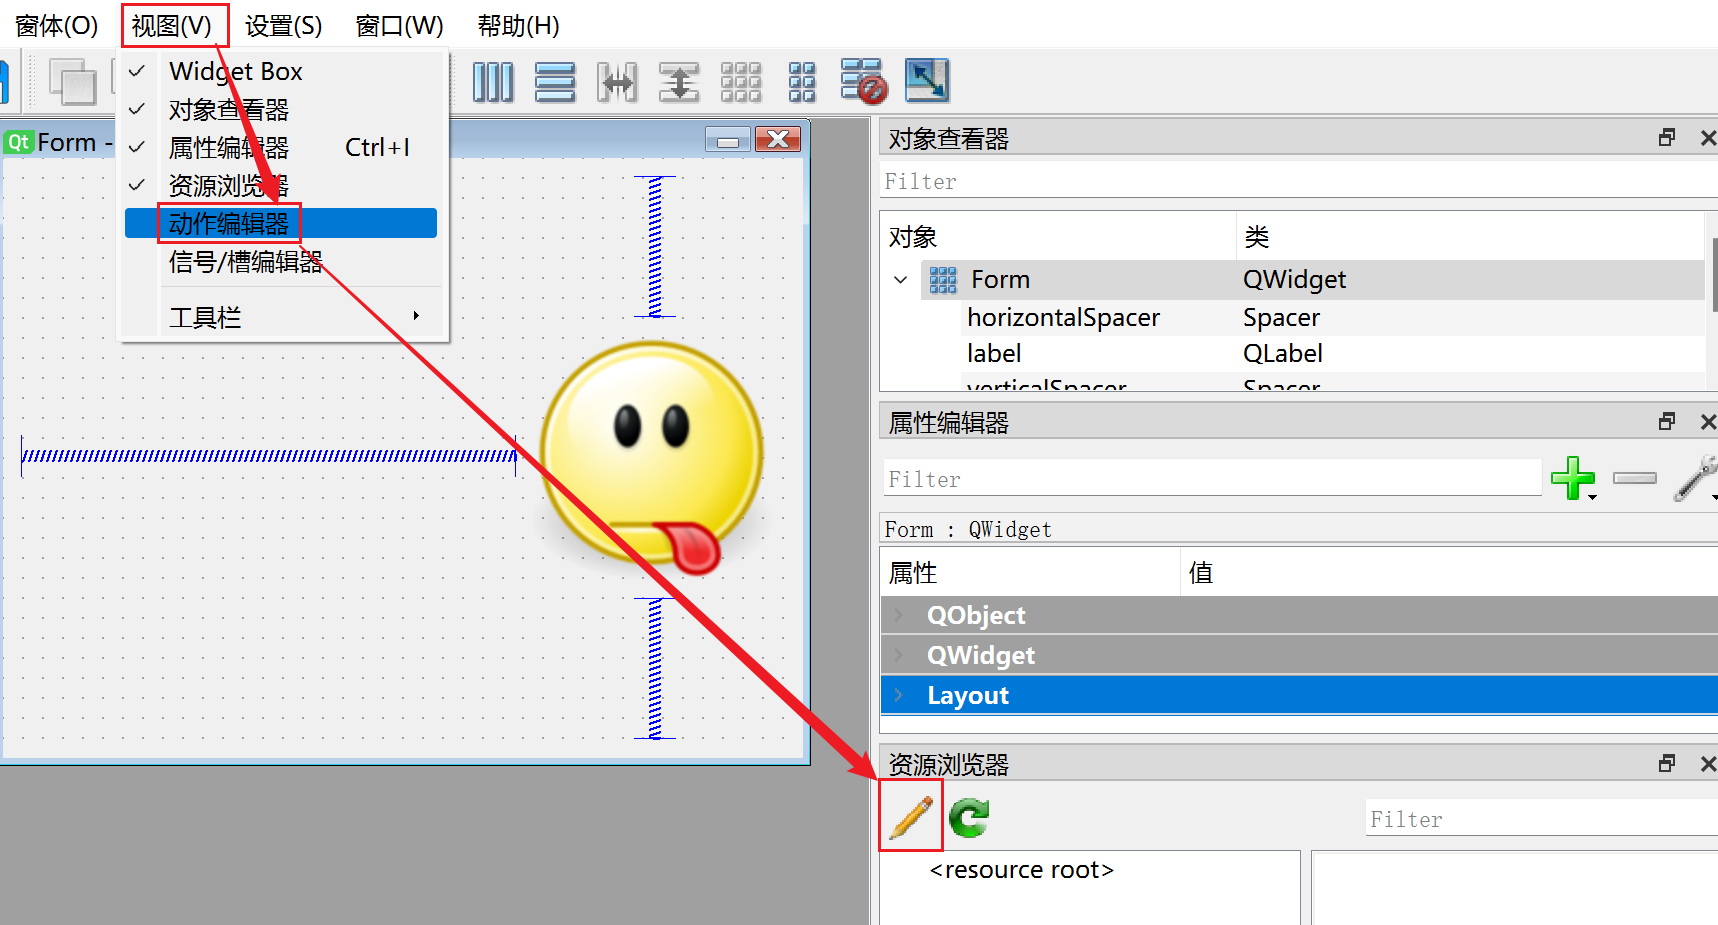 窗体(O) 视图(V) 设置(S) 窗口(W) 帮助(H)
Widget Box
对象查看器
属性编辑器 Ctrl+I
资源浏览器
动作编辑器
信号/槽编辑器
工具栏
Qt Form -
对象查看器
Filter
对象 类
Form QWidget
horizontalSpacer Spacer
label QLabel
verticalSpacer Spacer
属性编辑器
Filter
Form : QWidget
属性 值
QObject
QWidget
Layout
资源浏览器
Filter
<resource root>